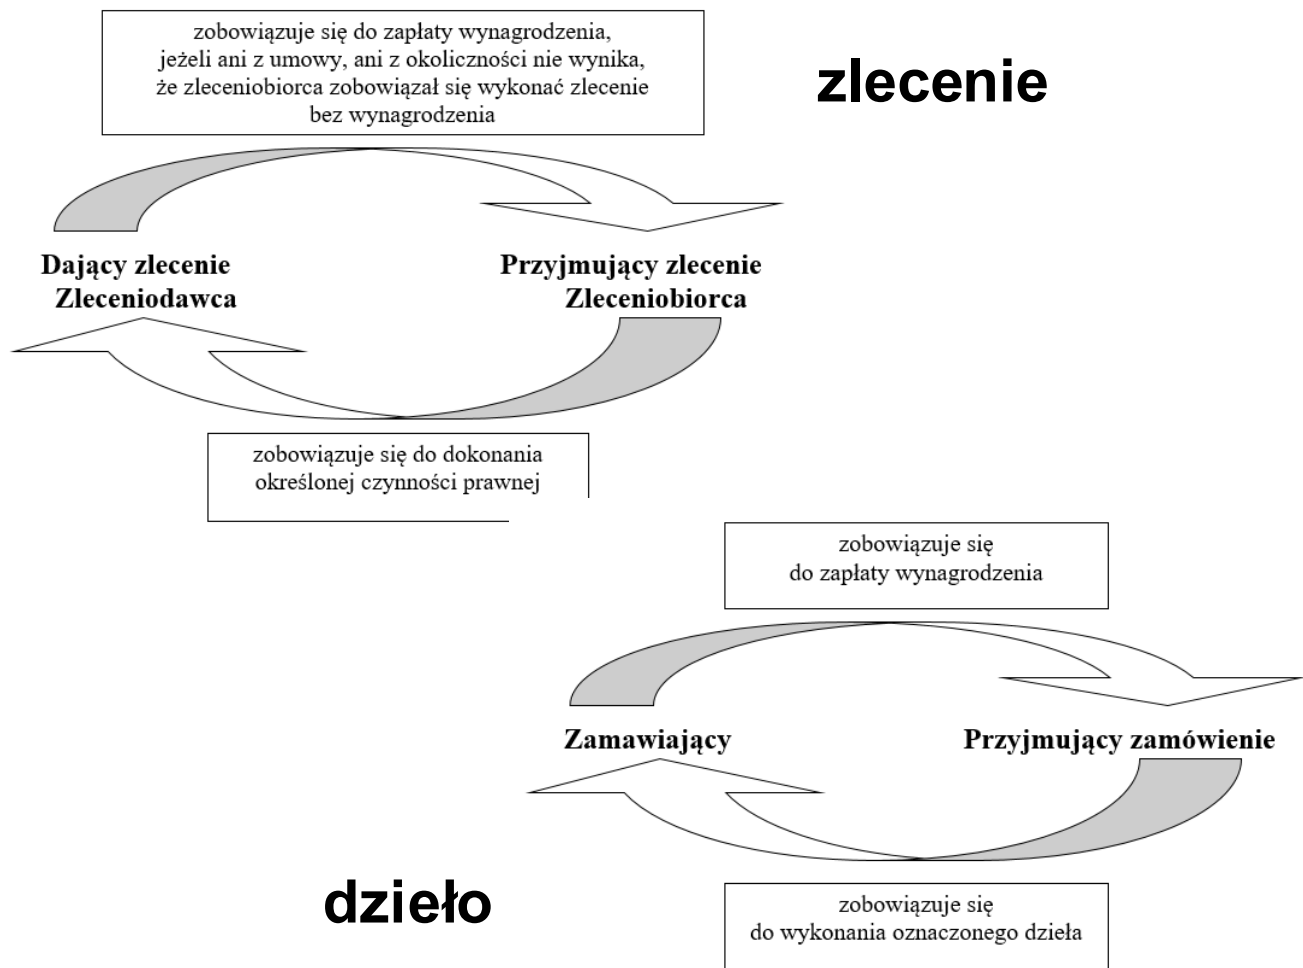 zobowiązuje się do zapłaty wynagrodzenia,
jeżeli ani z umowy, ani z okoliczności nie wynika,
że zleceniobiorca zobowiązał się wykonać zlecenie
bez wynagrodzenia
zlecenie
Dający zlecenie
Zleceniodawca
Przyjmujący zlecenie
Zleceniobiorca
zobowiązuje się do dokonania
określonej czynności prawnej
zobowiązuje się
do zapłaty wynagrodzenia
Zamawiający
Przyjmujący zamówienie
dzieło
zobowiązuje się
do wykonania oznaczonego dzieła